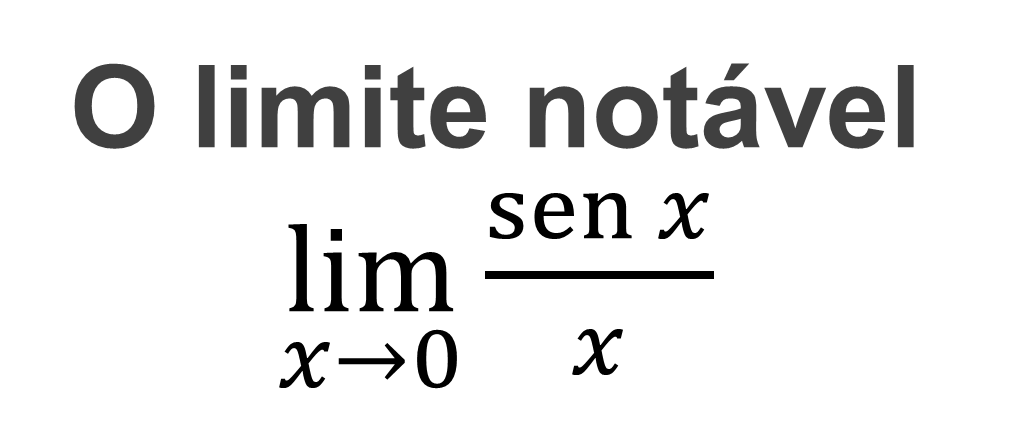 O limite notável
lim sen x
x→0 x